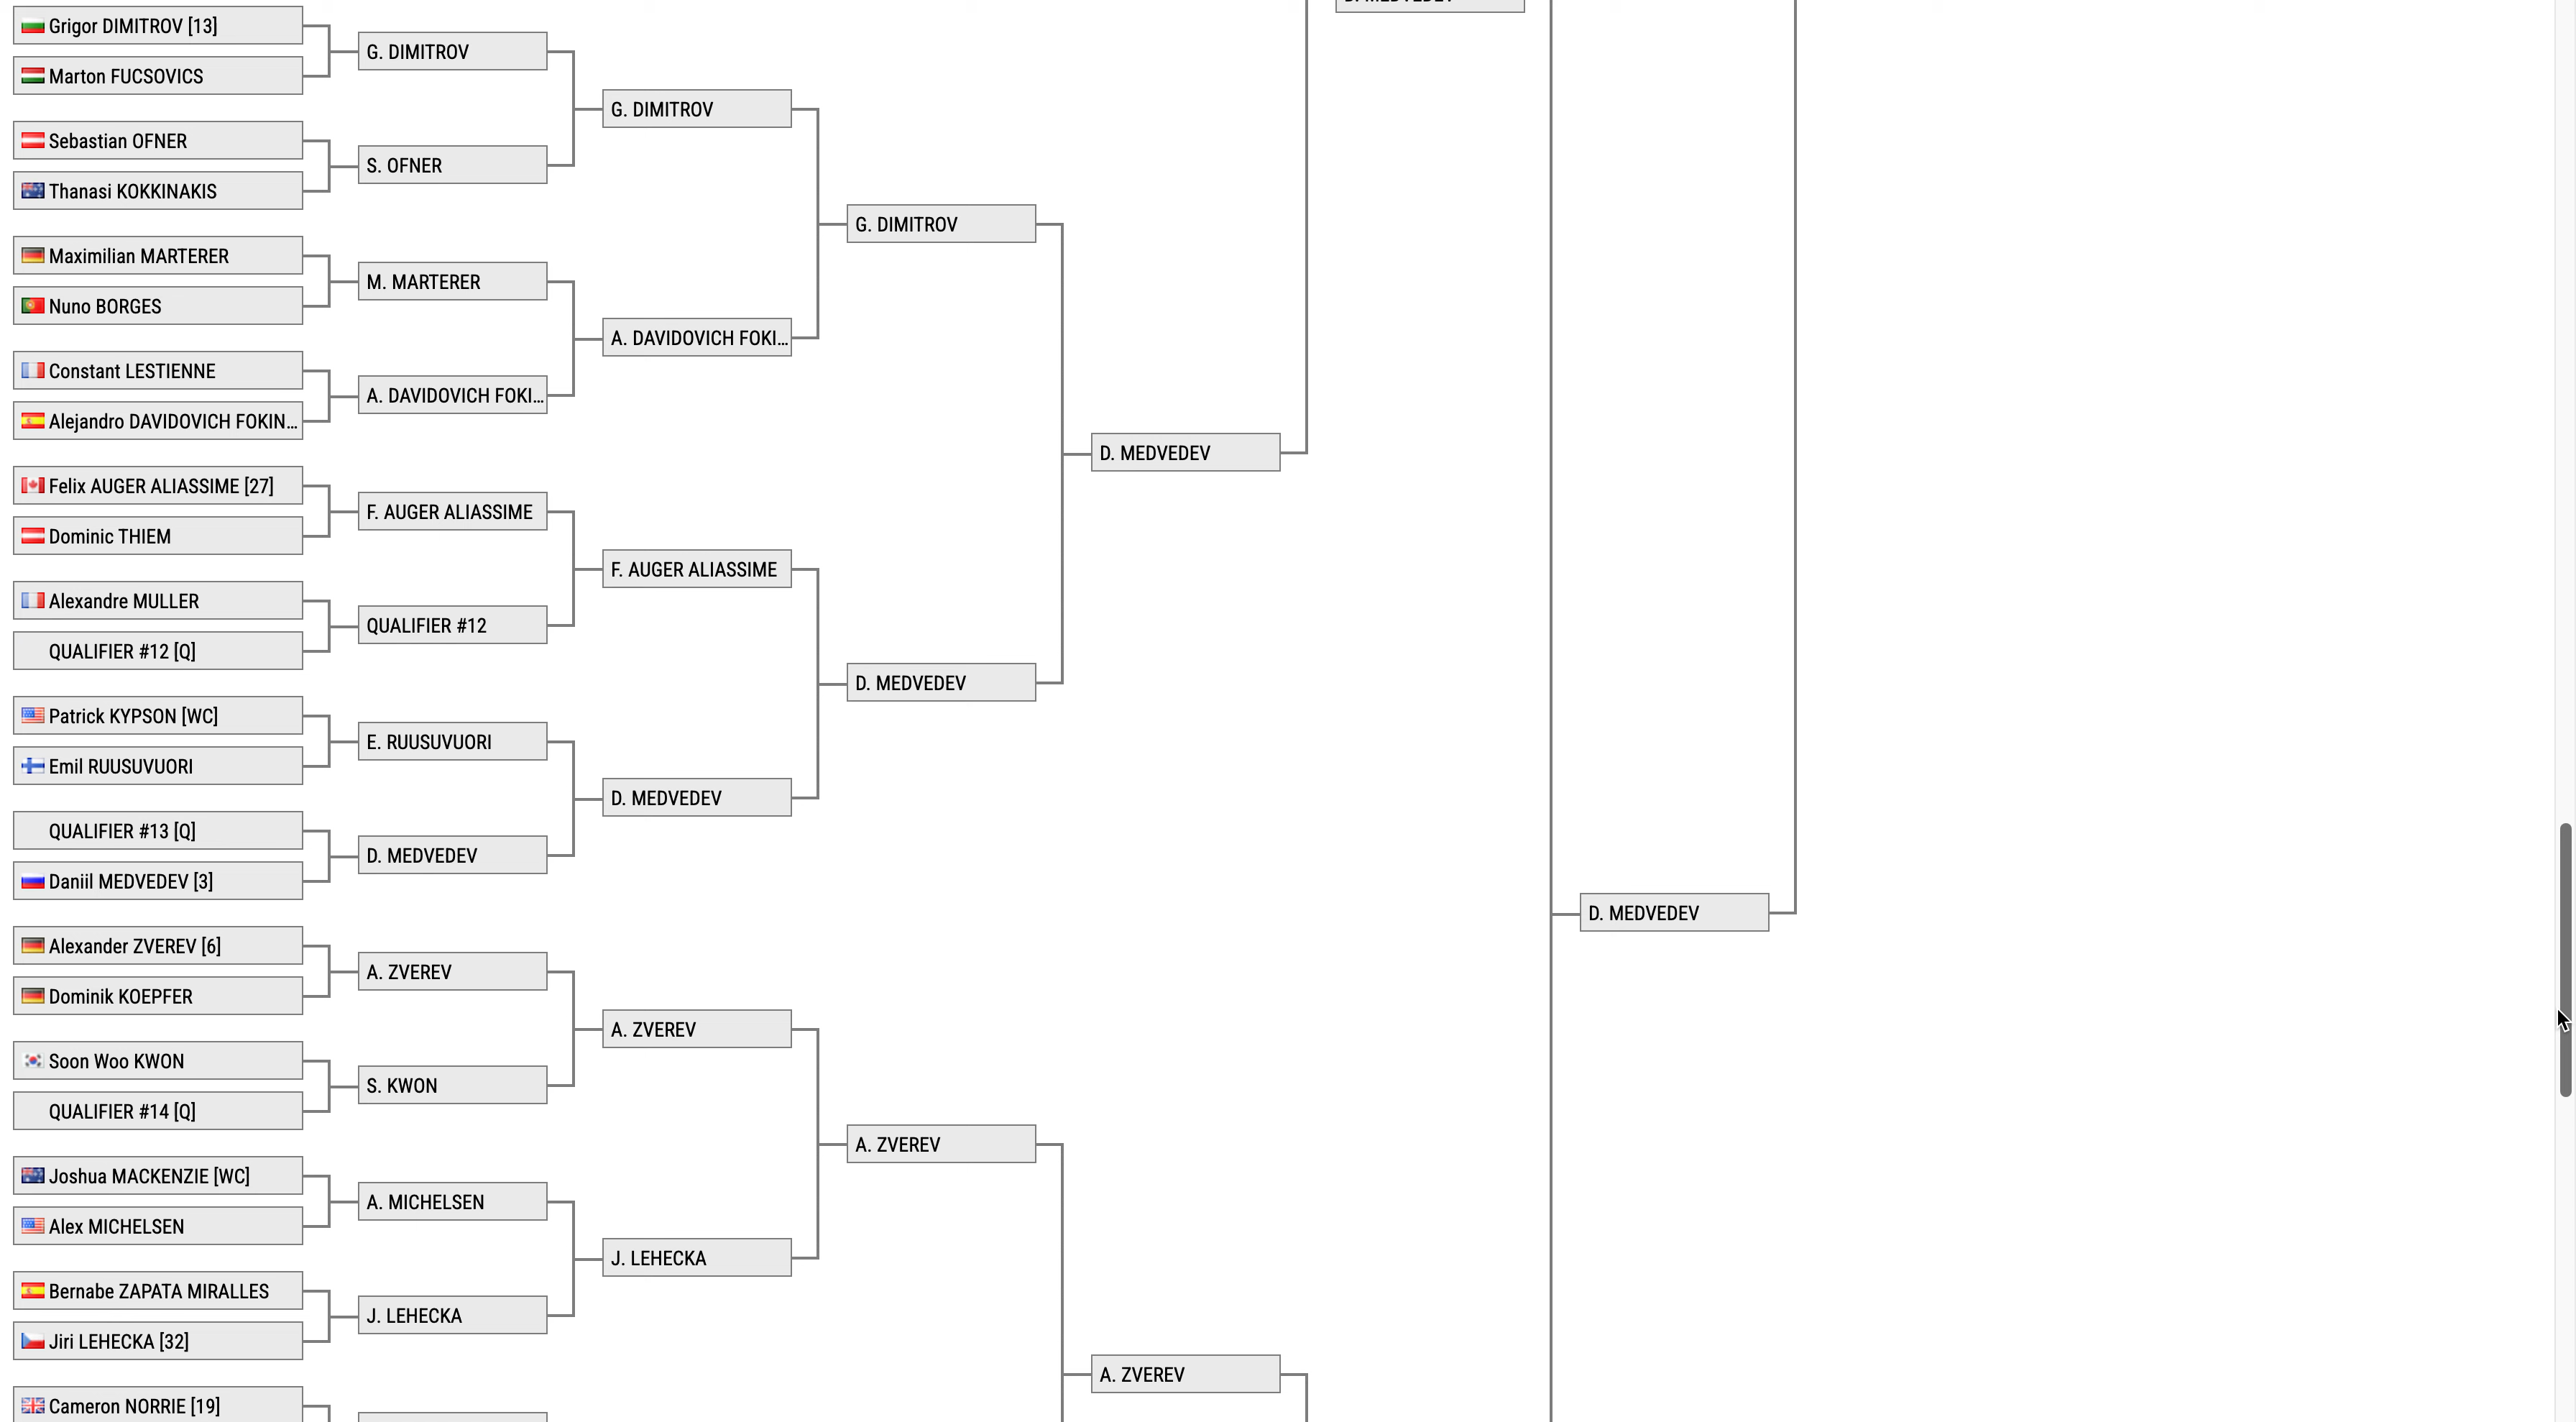 Grigor DIMITROV [13]
Marton FUCSOVICS
Sebastian OFNER
Thanasi KOKKINAKIS
Maximilian MARTERER
Nuno BORGES
Constant LESTIENNE
Alejandro DAVIDOVICH FOKIN...
Felix AUGER ALIASSIME [27]
Dominic THIEM
Alexandre MULLER
QUALIFIER #12 [Q]
Patrick KYPSON [WC]
Emil RUUSUVUORI
QUALIFIER #13 [Q]
Daniil MEDVEDEV [3]
Alexander ZVEREV [6]
Dominik KOEPFER
Soon Woo KWON
QUALIFIER #14 [Q]
Joshua MACKENZIE [WC]
Alex MICHELSEN
Bernabe ZAPATA MIRALLES
Jiri LEHECKA [32]
Cameron NORRIE [19]
G. DIMITROV
S. OFNER
M. MARTERER
A. DAVIDOVICH FOKI...
F. AUGER ALIASSIME
QUALIFIER #12
E. RUUSUVUORI
D. MEDVEDEV
A. ZVEREV
S. KWON
A. MICHELSEN
J. LEHECKA
G. DIMITROV
A. DAVIDOVICH FOKI...
F. AUGER ALIASSIME
D. MEDVEDEV
A. ZVEREV
J. LEHECKA
G. DIMITROV
D. MEDVEDEV
A. ZVEREV
D. MEDVEDEV
A. ZVEREV
D. MEDVEDEV